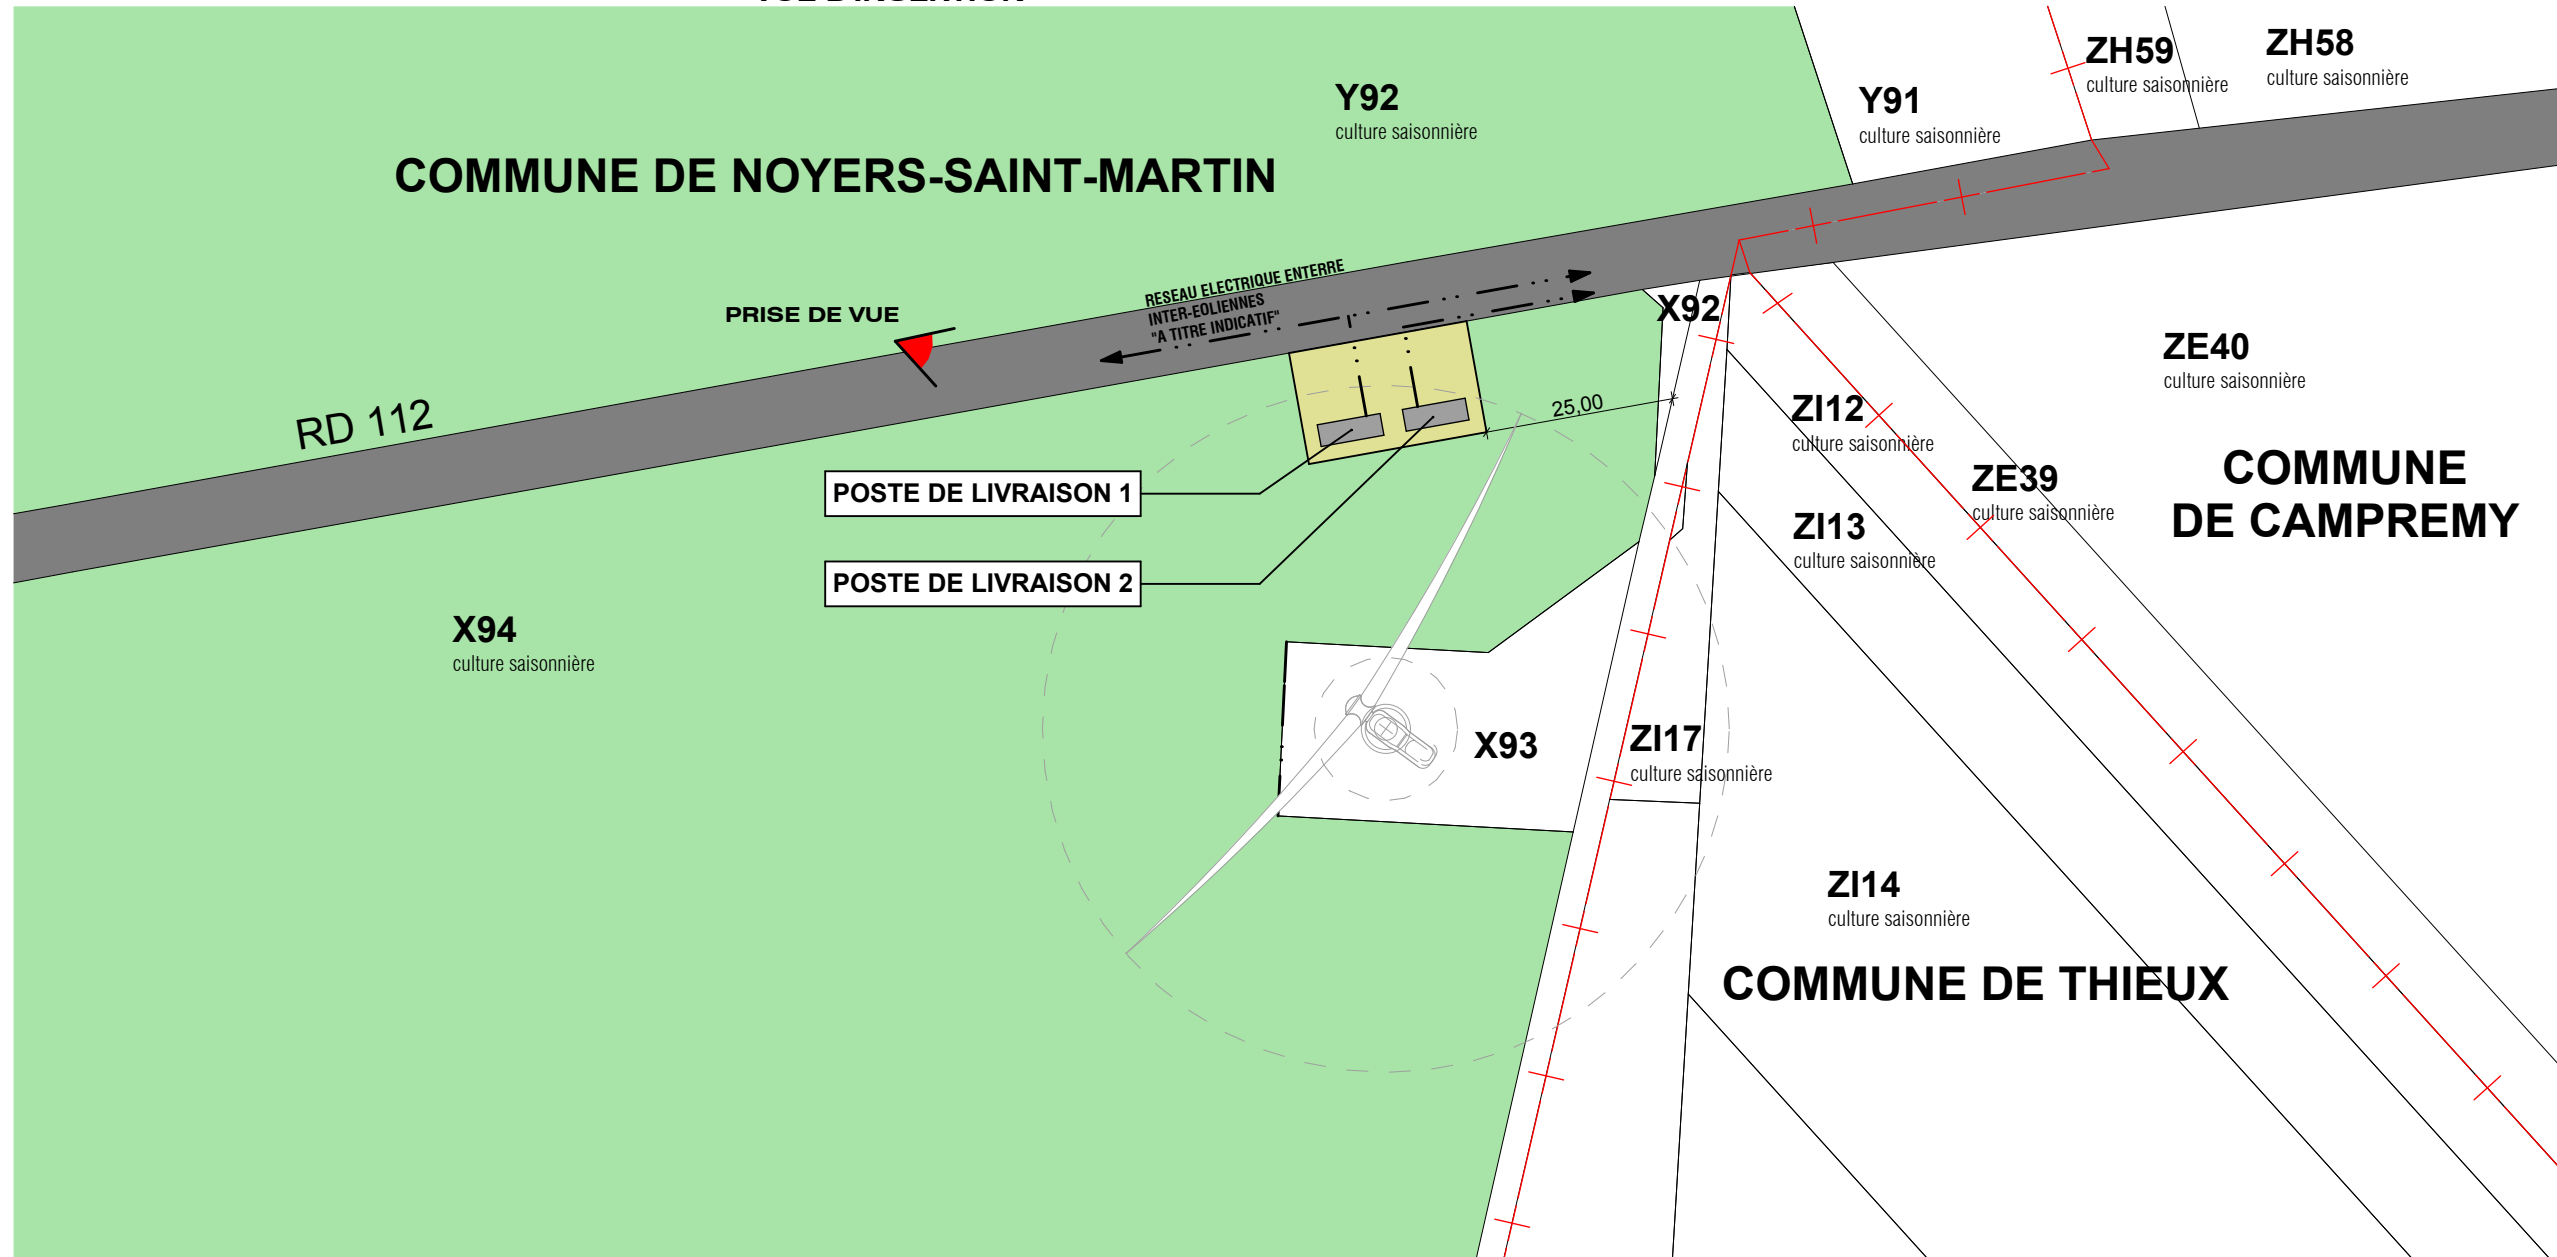 ZH59
culture saisonnière
ZH58
culture saisonnière
Y92
culture saisonnière
Y91
culture saisonnière
COMMUNE DE NOYERS-SAINT-MARTIN
RESEAU ELECTRIQUE ENTERRE
INTER-EOLIENNES
"A TITRE INDICATIF"
PRISE DE VUE
X92
ZE40
culture saisonnière
RD 112
25,00
ZI12
culture saisonnière
COMMUNE
DE CAMPREMY
ZE39
culture saisonnière
POSTE DE LIVRAISON 1
ZI13
culture saisonnière
POSTE DE LIVRAISON 2
X94
culture saisonnière
X93
ZI17
culture saisonnière
ZI14
culture saisonnière
COMMUNE DE THIEUX